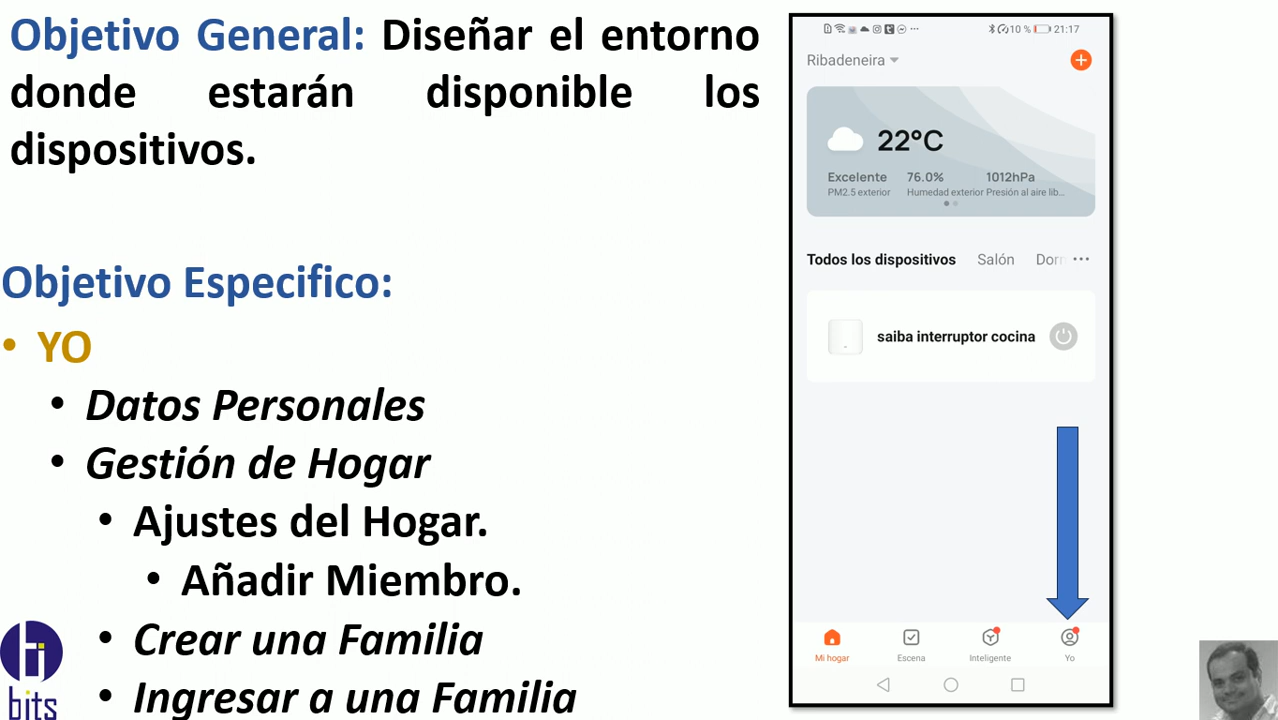 Objetivo General: Diseñar el entorno
donde estarán disponible los
dispositivos.
Objetivo Especifico:
• YO
• Datos Personales
• Gestión de Hogar
• Ajustes del Hogar.
• Añadir Miembro.
• Crear una Familia
• Ingresar a una Familia
bits
10 % 21:17
Ribadeneira
22°C
Excelente 76.0% 1012hPa
PM2.5 exterior Humedad exterior Presión al aire lib...
Todos los dispositivos Salón Dor
saiba interruptor cocina
Mi hogar Escena Inteligente Yo